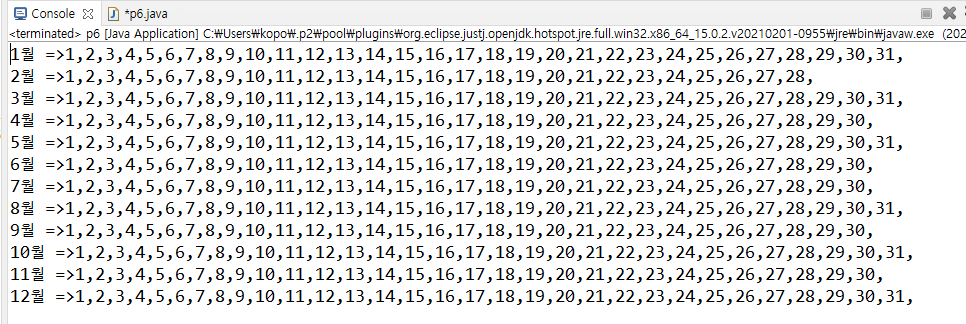 Console *p6.java
<terminated> p6 [Java Application] C:₩Users₩kopo₩.p2₩pool₩plugins₩org.eclipse.justj.openjdk.hotspot.jre.full.win32.x86_64_15.0.2.v20210201-0955₩jre₩bin₩javaw.exe (202
1월 =>1,2,3,4,5,6,7,8,9,10,11,12,13,14,15,16,17,18,19,20,21,22,23,24,25,26,27,28,29,30,31,
2월 =>1,2,3,4,5,6,7,8,9,10,11,12,13,14,15,16,17,18,19,20,21,22,23,24,25,26,27,28,
3월 =>1,2,3,4,5,6,7,8,9,10,11,12,13,14,15,16,17,18,19,20,21,22,23,24,25,26,27,28,29,30,31,
4월 =>1,2,3,4,5,6,7,8,9,10,11,12,13,14,15,16,17,18,19,20,21,22,23,24,25,26,27,28,29,30,
5월 =>1,2,3,4,5,6,7,8,9,10,11,12,13,14,15,16,17,18,19,20,21,22,23,24,25,26,27,28,29,30,31,
6월 =>1,2,3,4,5,6,7,8,9,10,11,12,13,14,15,16,17,18,19,20,21,22,23,24,25,26,27,28,29,30,
7월 =>1,2,3,4,5,6,7,8,9,10,11,12,13,14,15,16,17,18,19,20,21,22,23,24,25,26,27,28,29,30,
8월 =>1,2,3,4,5,6,7,8,9,10,11,12,13,14,15,16,17,18,19,20,21,22,23,24,25,26,27,28,29,30,31,
9월 =>1,2,3,4,5,6,7,8,9,10,11,12,13,14,15,16,17,18,19,20,21,22,23,24,25,26,27,28,29,30,
10월 =>1,2,3,4,5,6,7,8,9,10,11,12,13,14,15,16,17,18,19,20,21,22,23,24,25,26,27,28,29,30,31,
11월 =>1,2,3,4,5,6,7,8,9,10,11,12,13,14,15,16,17,18,19,20,21,22,23,24,25,26,27,28,29,30,
12월 =>1,2,3,4,5,6,7,8,9,10,11,12,13,14,15,16,17,18,19,20,21,22,23,24,25,26,27,28,29,30,31,